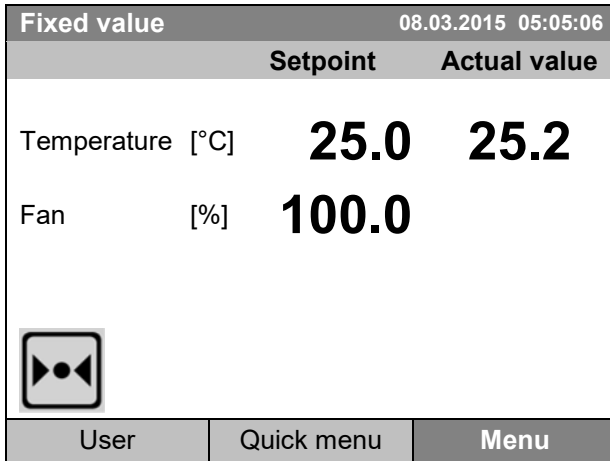 Fixed value 08.03.2015 05:05:06
Setpoint Actual value
Temperature [°C] 25.0 25.2
Fan [%] 100.0
User Quick menu Menu